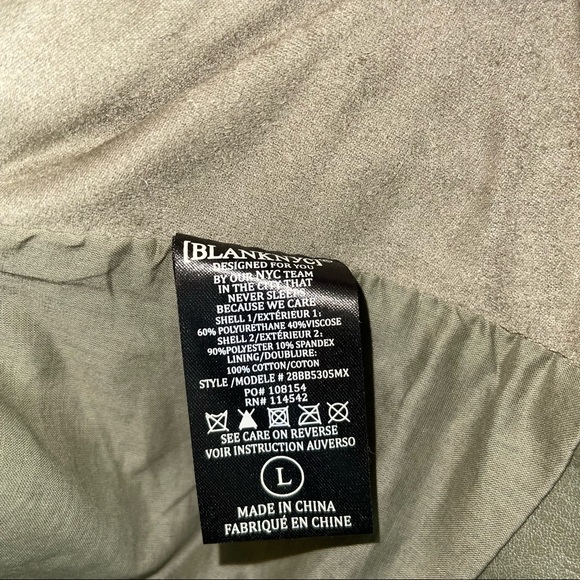 [BLANKNYC]
DESIGNED FOR YOU
BY OUR NYC TEAM
IN THE CITY THAT
NEVER SLEEPS
BECAUSE WE CARE
SHELL 1/EXTÉRIEUR 1:
60% POLYURETHANE 40%VISCOSE
SHELL 2/EXTÉRIEUR 2:
90%POLYESTER 10% SPANDEX
LINING/DOUBLURE:
100% COTTON/COTON
STYLE /MODELE # 28BB5305MX
PO# 108154
RN# 114542
SEE CARE ON REVERSE
VOIR INSTRUCTION AUVERSO
L
MADE IN CHINA
FABRIQUÉ EN CHINE